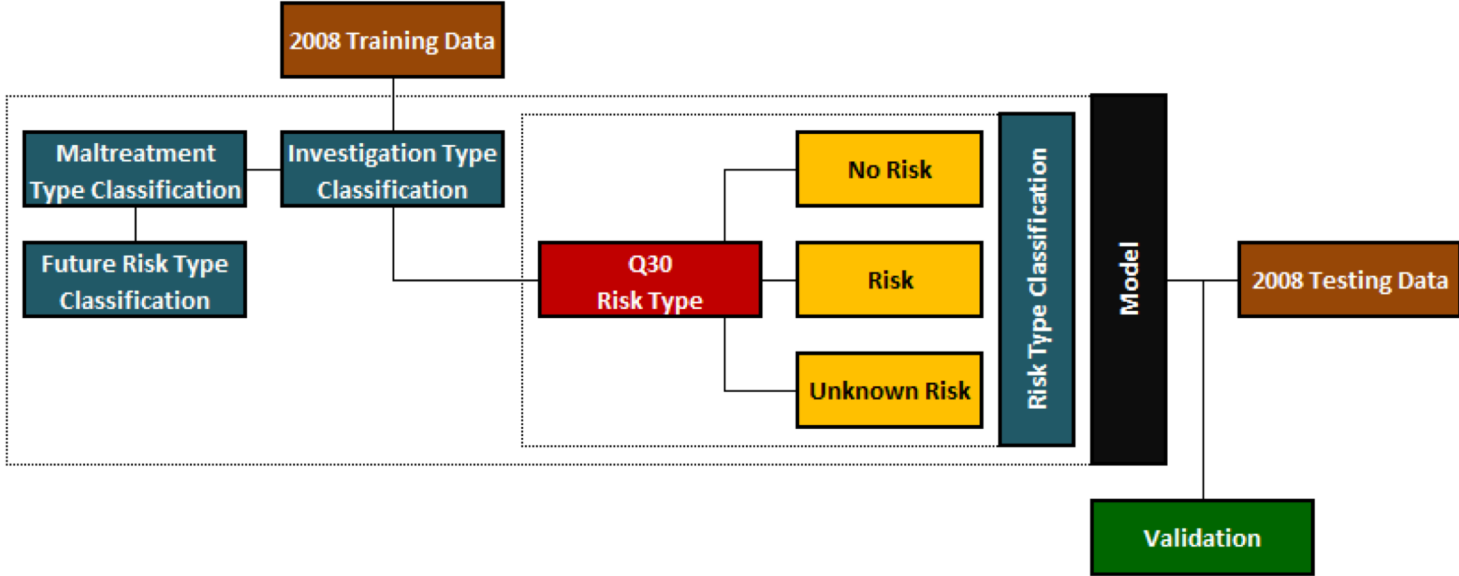 2008 Training Data
Maltreatment
Type Classification
Investigation Type
Classification
Future Risk Type
Classification
Q30
Risk Type
No Risk
Risk
Unknown Risk
Risk Type Classification
Model
2008 Testing Data
Validation